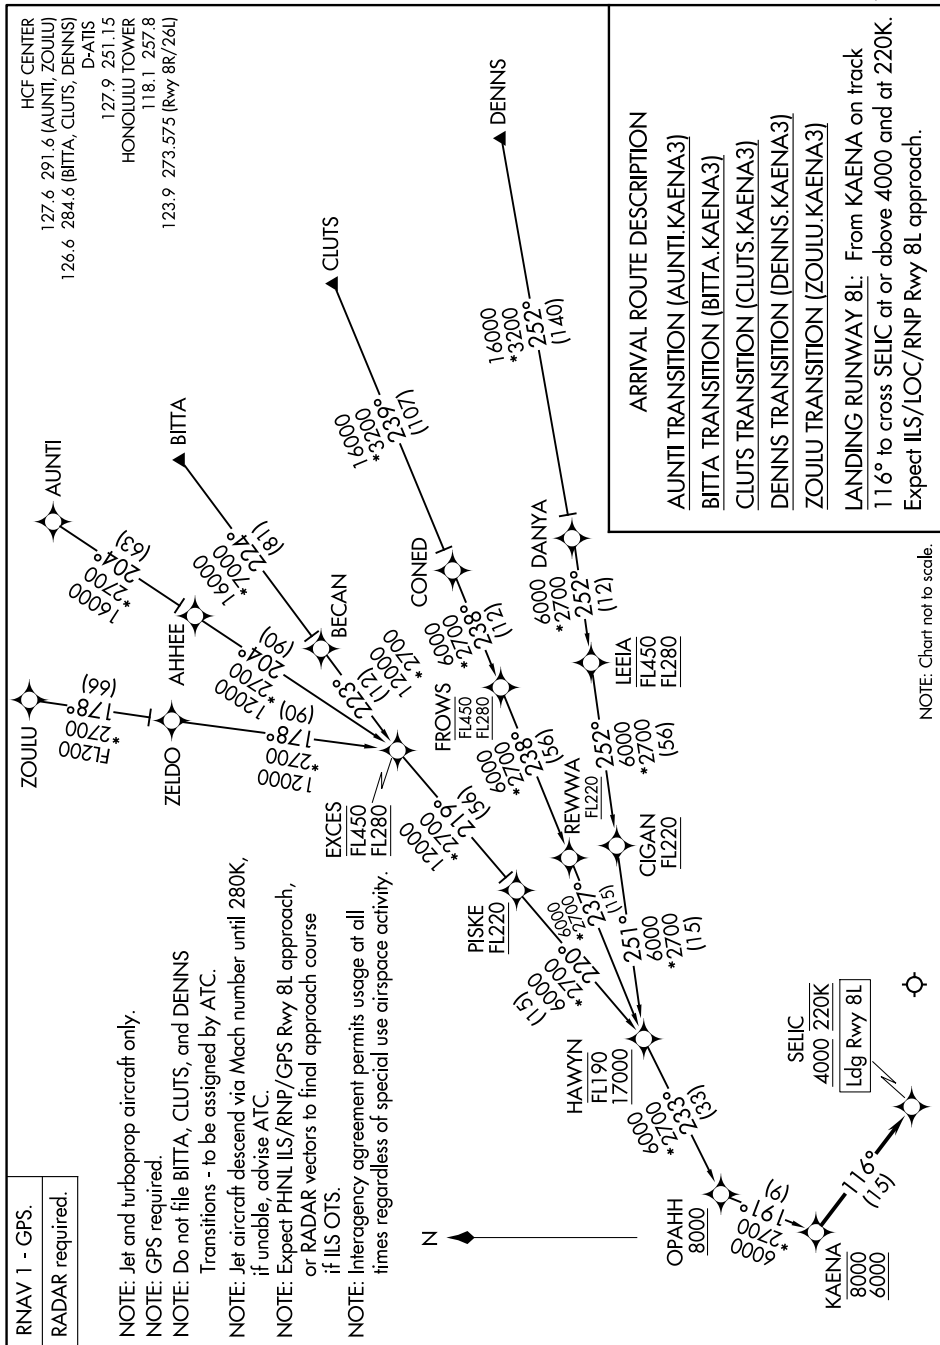 RNAV 1 - GPS.
RADAR required.
HCF CENTER
127.6 291.6 (AUNTI, ZOULU)
126.6 284.6 (BITTA, CLUTS, DENNS)
D-ATIS
127.9 251.15
HONOLULU TOWER
118.1 257.8
123.9 273.575 (Rwy 8R/26L)
NOTE: Jet and turboprop aircraft only.
NOTE: GPS required.
NOTE: Do not file BITTA, CLUTS, and DENNS
Transitions - to be assigned by ATC.
NOTE: Jet aircraft descend via Mach number until 280K,
if unable, advise ATC.
NOTE: Expect PHNL ILS/RNP/GPS Rwy 8L approach,
or RADAR vectors to final approach course
if ILS OTS.
NOTE: Interagency agreement permits usage at all
times regardless of special use airspace activity.
ZOULU
FL200
*2700
178°
(66)
ZELDO
12000
*2700
178°
(90)
AUNTI
16000
*2700
204°
(63)
AHHEE
12000
*2700
204°
(90)
BITTA
16000
*7000
224°
(81)
BECAN
223°
(12)
12000
*2700
EXCES
FL450
FL280
12000
*2700
219°
(56)
PISKE
FL220
6000
*2700
220°
(15)
CLUTS
16000
*3200
239°
(107)
CONED
6000
*2700
238°
(12)
FROWS
FL450
FL280
6000
*2700
238°
(56)
REWWA
FL220
6000
*2700
237°
(15)
DENNS
16000
*3200
252°
(140)
DANYA
6000
*2700
252°
(12)
LEEIA
FL450
FL280
252°
6000
*2700
(56)
CIGAN
FL220
251°
6000
*2700
(15)
HAWYN
FL190
17000
6000
*2700
233°
(33)
OPAHH
8000
6000
*2700
191°
(9)
KAENA
8000
6000
116°
(15)
SELIC
4000 220K
Ldg Rwy 8L
N
ARRIVAL ROUTE DESCRIPTION
AUNTI TRANSITION (AUNTI.KAENA3)
BITTA TRANSITION (BITTA.KAENA3)
CLUTS TRANSITION (CLUTS.KAENA3)
DENNS TRANSITION (DENNS.KAENA3)
ZOULU TRANSITION (ZOULU.KAENA3)
LANDING RUNWAY 8L: From KAENA on track
116° to cross SELIC at or above 4000 and at 220K.
Expect ILS/LOC/RNP Rwy 8L approach.
NOTE: Chart not to scale.